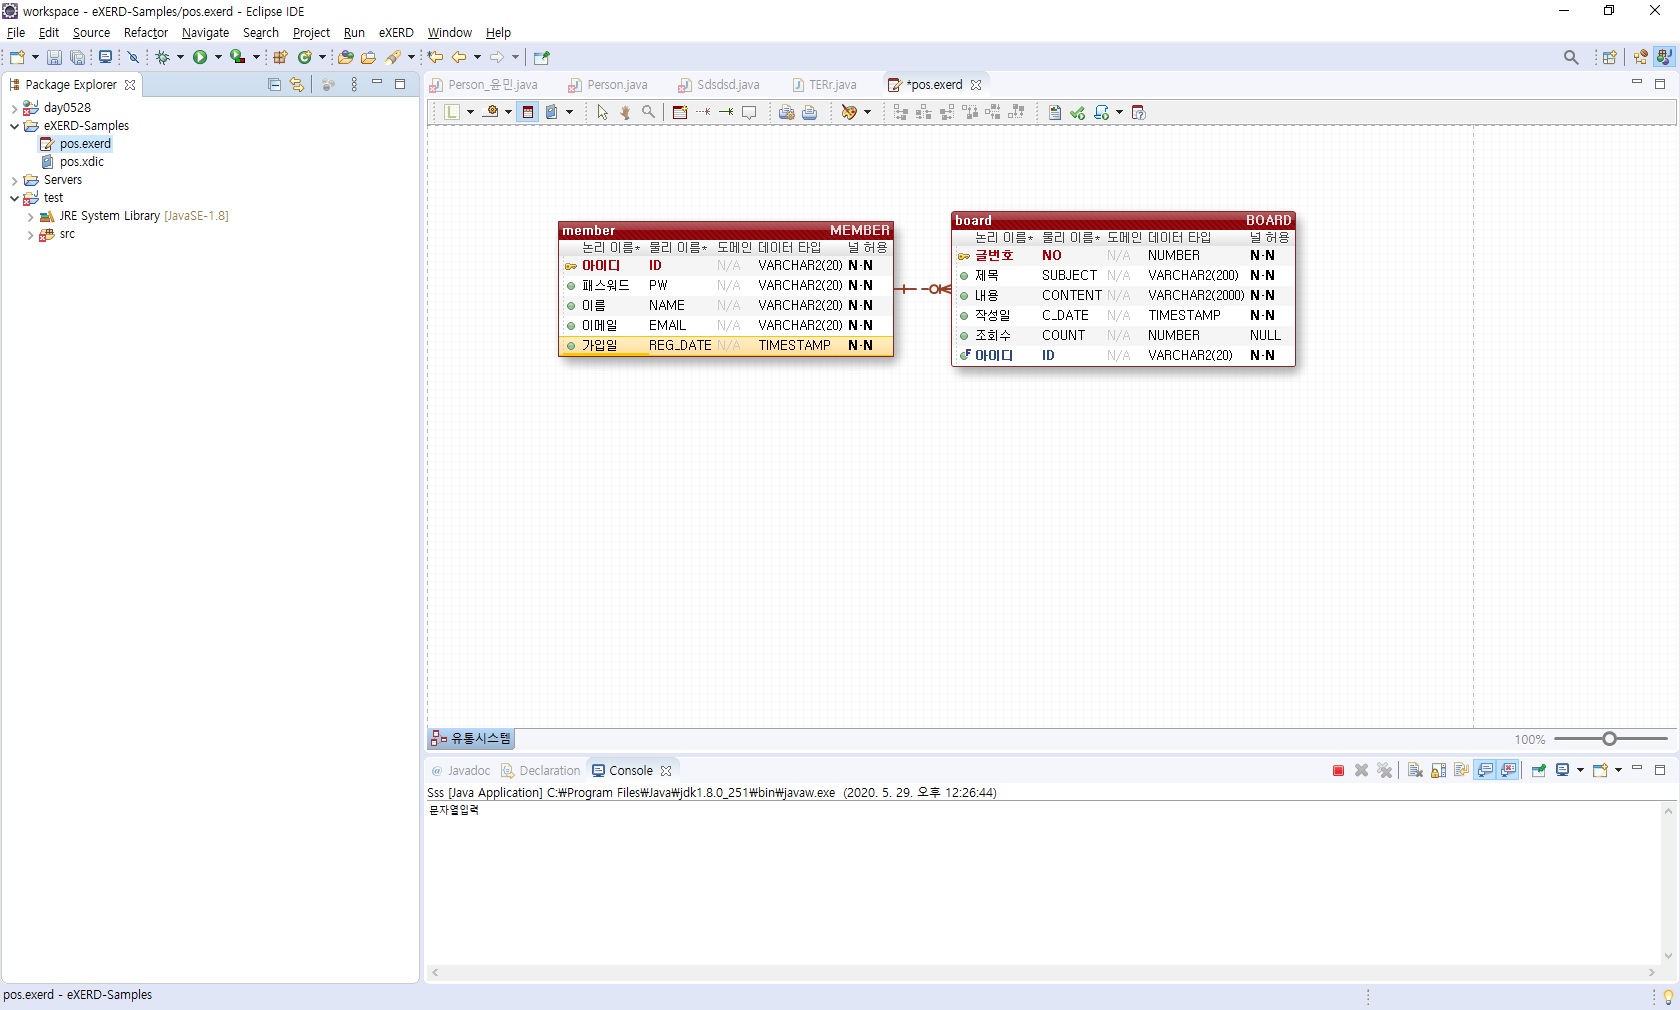 workspace - eXERD-Samples/pos.exerd - Eclipse IDE
File Edit Source Refactor Navigate Search Project Run eXERD Window Help
Package Explorer
day0528
eXERD-Samples
pos.exerd
pos.xdic
Servers
test
JRE System Library [JavaSE-1.8]
src
Person_윤민.java Person.java Sdsdsd.java TERr.java *pos.exerd
member MEMBER
논리 이름* 물리 이름* 도메인 데이터 타입 널 허용
아이디 ID N/A VARCHAR2(20) N-N
패스워드 PW N/A VARCHAR2(20) N-N
이름 NAME N/A VARCHAR2(20) N-N
이메일 EMAIL N/A VARCHAR2(20) N-N
가입일 REG_DATE N/A TIMESTAMP N-N
board BOARD
논리 이름* 물리 이름* 도메인 데이터 타입 널 허용
글번호 NO N/A NUMBER N-N
제목 SUBJECT N/A VARCHAR2(200) N-N
내용 CONTENT N/A VARCHAR2(2000) N-N
작성일 C_DATE N/A TIMESTAMP N-N
조회수 COUNT N/A NUMBER NULL
아이디 ID N/A VARCHAR2(20) N-N
유통시스템 100%
@ Javadoc Declaration Console
Sss [Java Application] C:₩Program Files₩Java₩jdk1.8.0_251₩bin₩javaw.exe (2020. 5. 29. 오후 12:26:44)
문자열입력
pos.exerd - eXERD-Samples